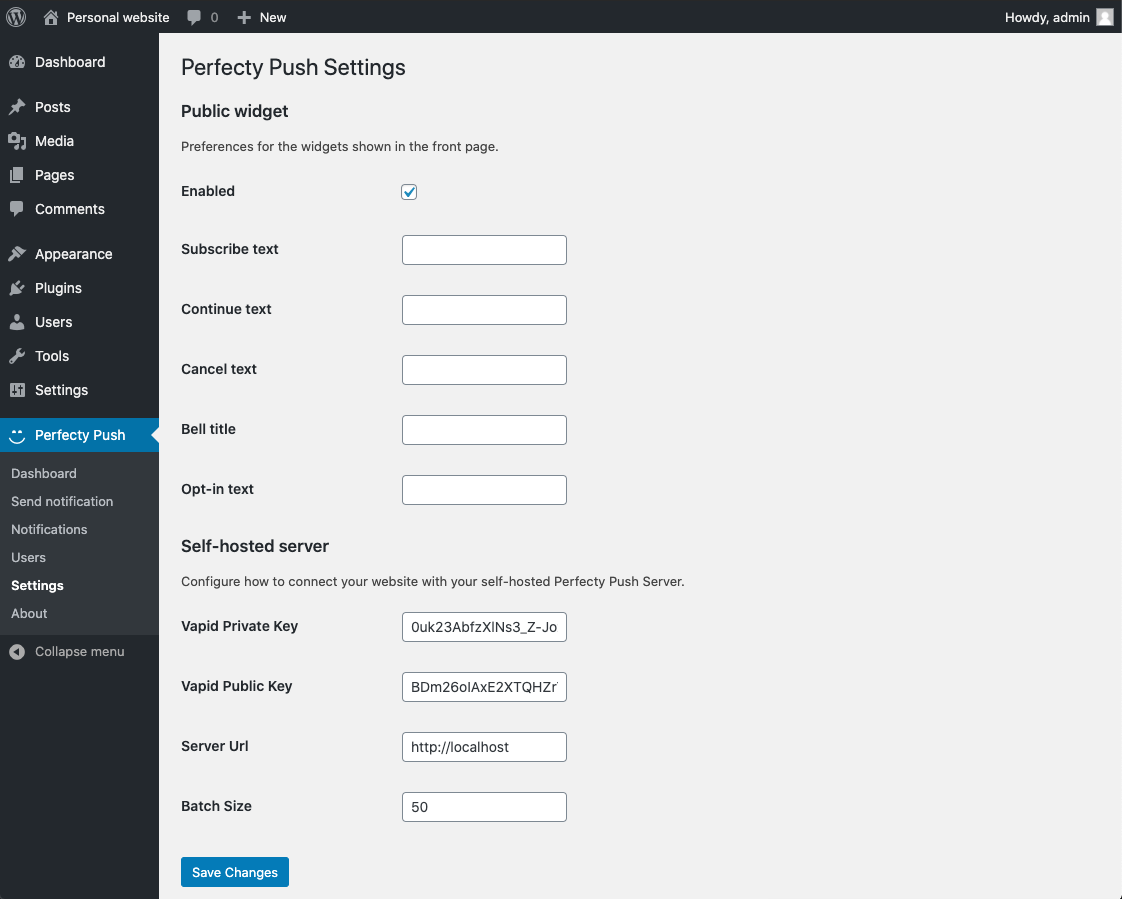 Personal website 0 New Howdy, admin
Dashboard
Posts
Media
Pages
Comments
Appearance
Plugins
Users
Tools
Settings
Perfecty Push
Dashboard
Send notification
Notifications
Users
Settings
About
Collapse menu
Perfecty Push Settings
Public widget
Preferences for the widgets shown in the front page.
Enabled
Subscribe text
Continue text
Cancel text
Bell title
Opt-in text
Self-hosted server
Configure how to connect your website with your self-hosted Perfecty Push Server.
Vapid Private Key 0uk23AbfzXlNs3_Z-Jo
Vapid Public Key BDm26oIAxE2XTQHZr
Server Url http://localhost
Batch Size 50
Save Changes